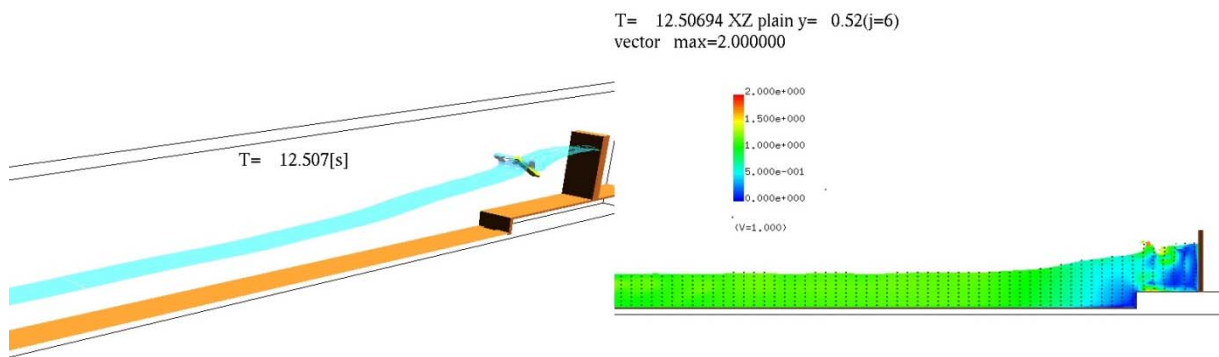 T= 12.507[s]
T= 12.50694 XZ plain y= 0.52(j=6)
vector max=2.000000
2.000e+000
1.500e+000
1.000e+000
5.000e-001
0.000e+000
(V=1.000)